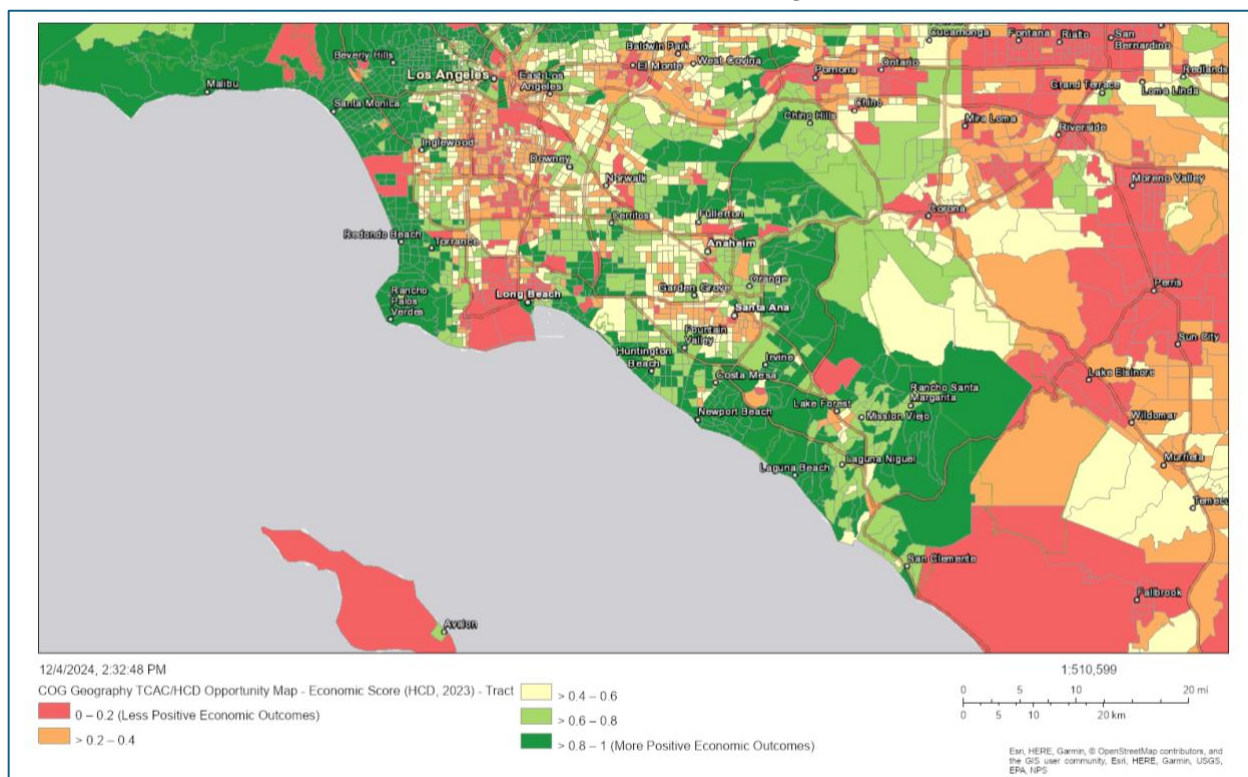 Baldwin Park
Fontana
Rialto
San
Bernardino
Beverly Hills
El Monte
West Covina
Los Angeles
East Los
Angeles
Pomona
Ontario
Redlands
Malibu
Grand Terrace
Loma Linda
Santa Monica
Chino Hills
Chino
Mira Loma
Riverside
Inglewood
Downey
Norwalk
Moreno Valley
Cerritos
Fullerton
Corona
Redondo Beach
Torrance
Anaheim
Rancho
Palos
Verdes
Long Beach
Garden Grove
Orange
Perris
Santa Ana
Fountain
Valley
Sun City
Huntington
Beach
Irvine
Costa Mesa
Lake Elsinore
Rancho Santa
Margarita
Newport Beach
Lake Forest
Mission Viejo
Wildomar
Laguna Beach
Laguna Niguel
Murrieta
San Clemente
Fallbrook
Avalon
12/4/2024, 2:32:48 PM
1:510,599
COG Geography TCAC/HCD Opportunity Map - Economic Score (HCD, 2023) - Tract
0 – 0.2 (Less Positive Economic Outcomes)
> 0.2 – 0.4
> 0.4 – 0.6
> 0.6 – 0.8
> 0.8 – 1 (More Positive Economic Outcomes)
0 5 10 20 mi
0 5 10 20 km
Esri, HERE, Garmin, © OpenStreetMap contributors, and
the GIS user community, Esri, HERE, Garmin, USGS,
EPA, NPS